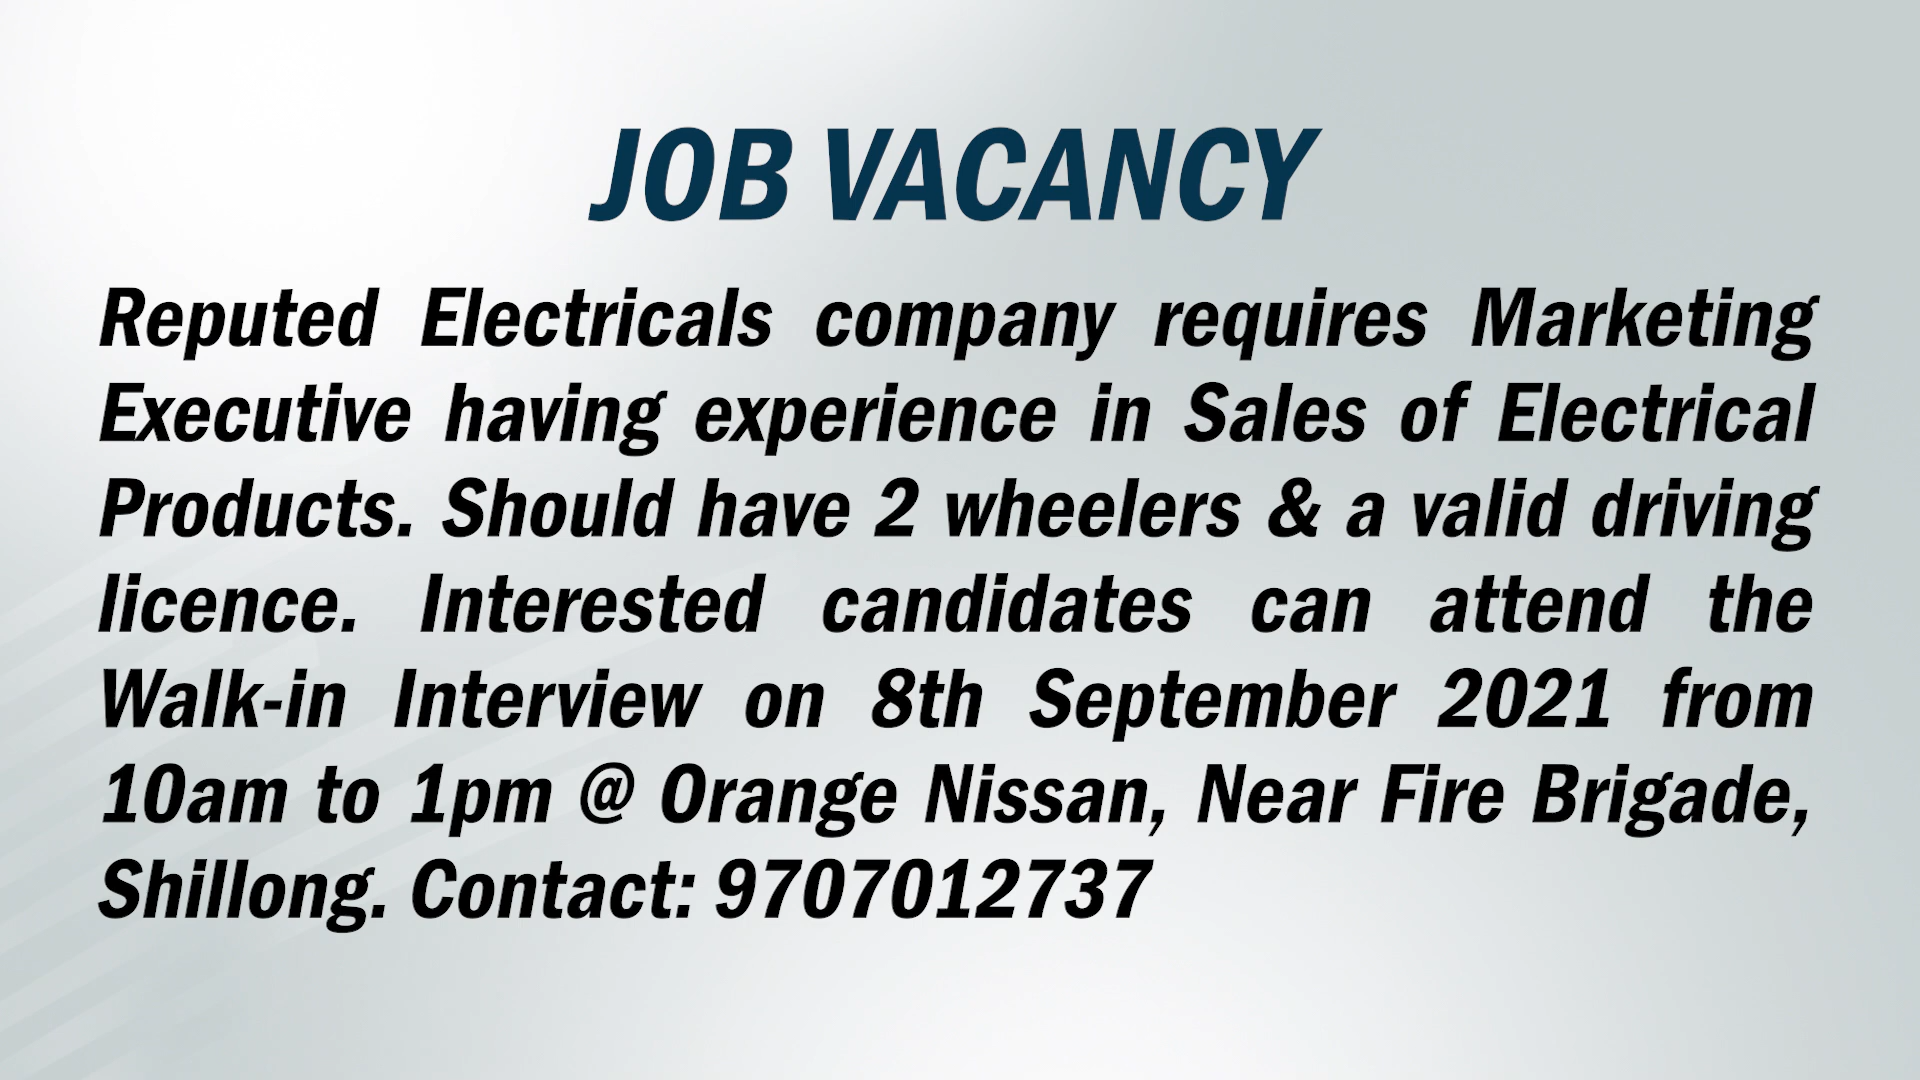 JOB VACANCY
Reputed Electricals company requires Marketing
Executive having experience in Sales of Electrical
Products. Should have 2 wheelers & a valid driving
licence. Interested candidates can attend the
Walk-in Interview on 8th September 2021 from
10am to 1pm @ Orange Nissan, Near Fire Brigade,
Shillong. Contact: 9707012737